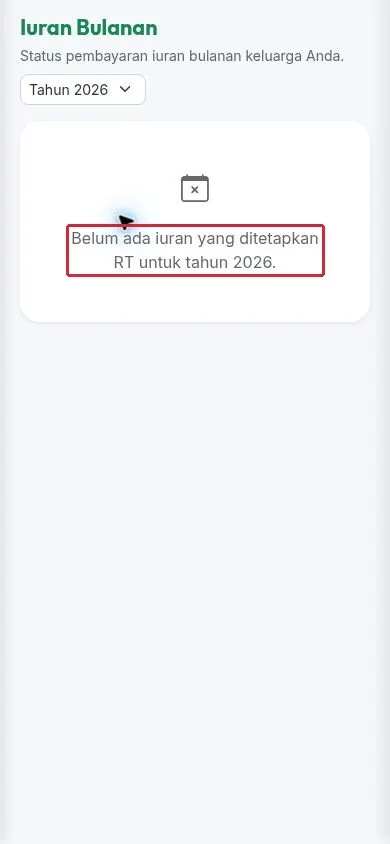 Iuran Bulanan
Status pembayaran iuran bulanan keluarga Anda.
Tahun 2026
Belum ada iuran yang ditetapkan
RT untuk tahun 2026.